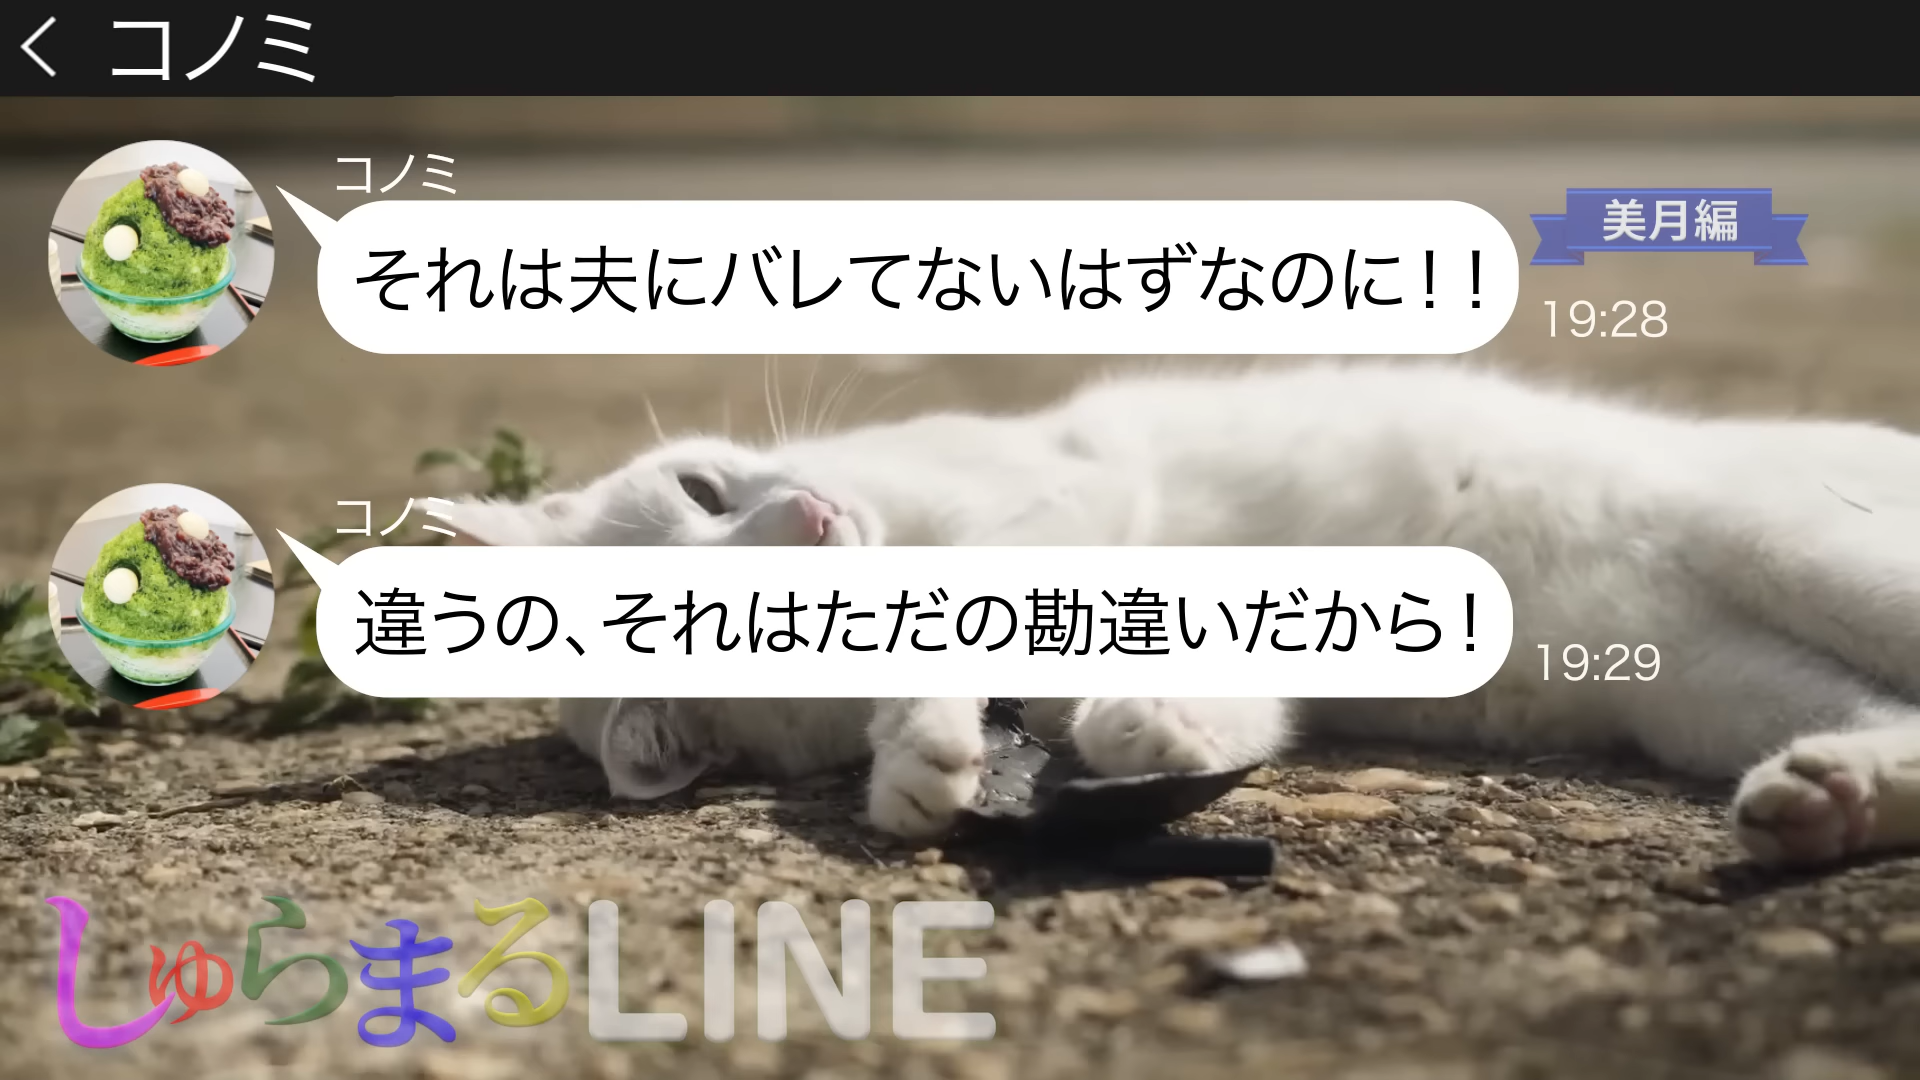 コノミ
コノミ
それは夫にバレてないはずなのに！！
美月編
19:28
コノミ
違うの、それはただの勘違いだから！
19:29
しゅらまるLINE